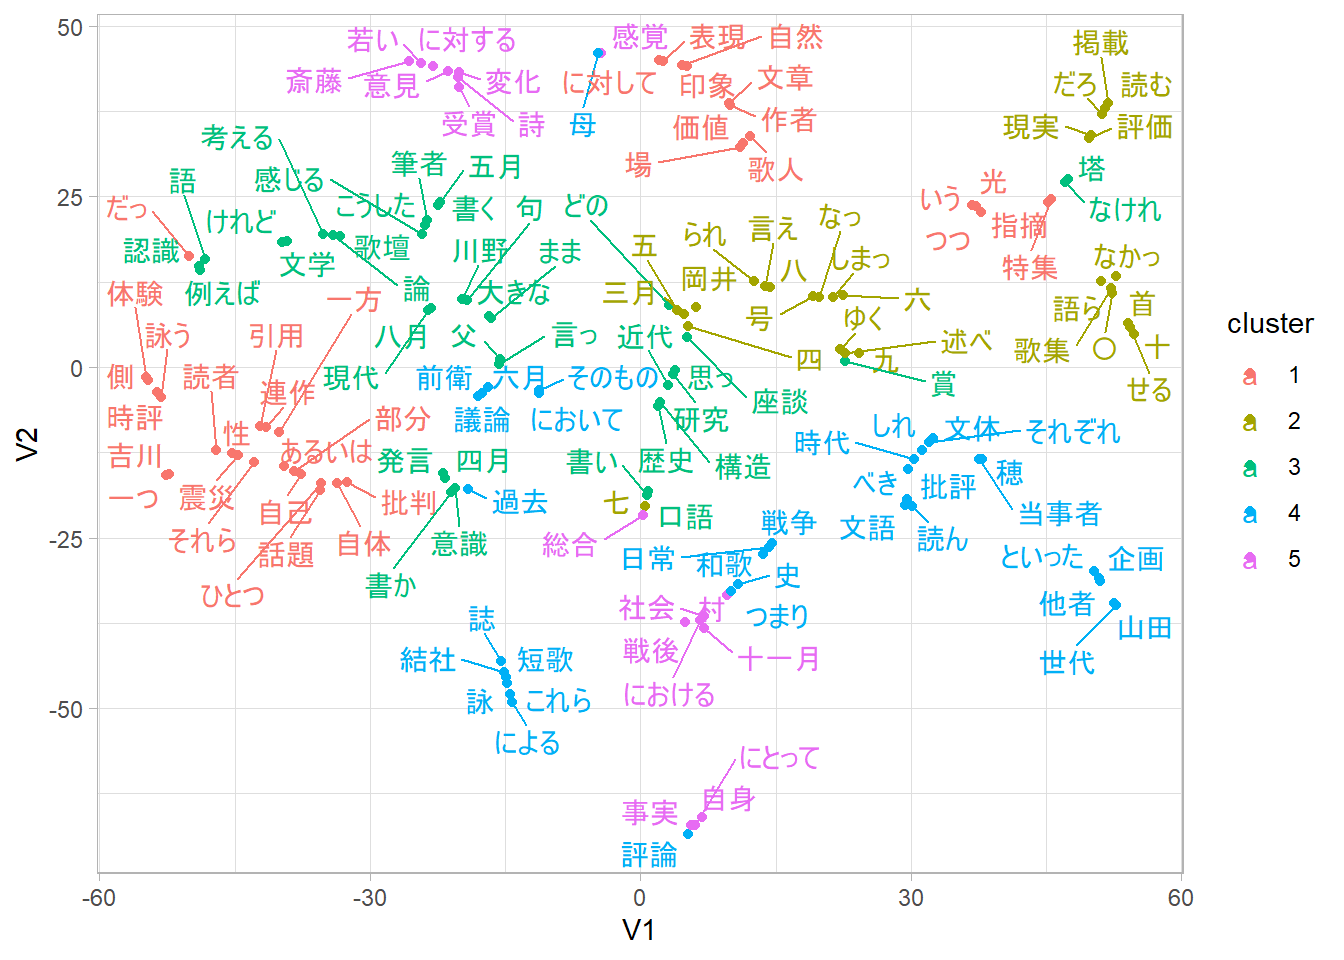 50
若い に対する
感覚 表現 自然
掲載
斎藤 意見 変化
に対して 印象 文章
だろ 読む
受賞 詩 母
価値 作者
現実 評価
考える
場 歌人
塔
語 感じる 筆者 五月
光
25
だっ けれど こうした 書く 句 どの
いう なけれ
なっ
られ 言え
つつ 指摘
認識 文学 歌壇 川野 まま
五
岡井 八 しまっ
特集 なかっ
体験 例えば 一方 論 大きな
三月
号 六
語ら 首
詠う 引用 八月 父 言っ 近代
ゆく
四 九 述べ
歌集 〇 十
0
側 読者 連作 現代 前衛 六月 そのもの 思っ
賞
せる
時評 性 部分 議論 において 研究 座談
しれ 文体 それぞれ
時代
吉川 あるいは 発言 四月 書い 歴史 構造
べき 批評 穂
一つ 震災 自己 批判 過去 七 口語
文語 読ん 当事者
-25
それら 話題 自体 意識 総合 戦争
日常 和歌 史
といった 企画
ひとつ 書か
社会 村 つまり
他者 山田
誌
結社 短歌
戦後 十一月
世代
詠 これら における
-50
による
にとって
事実 自身
評論
-60 -30 0 30 60
V1
V2
cluster
a 1
a 2
a 3
a 4
a 5